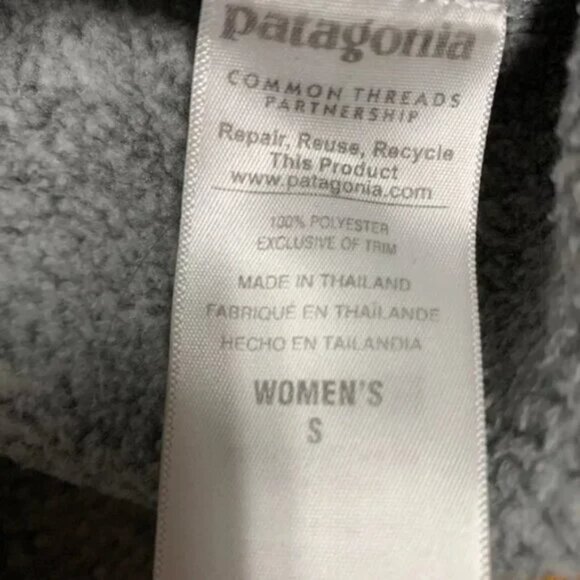 patagonia
COMMON THREADS
PARTNERSHIP
Repair, Reuse, Recycle
This Product
www.patagonia.com
100% POLYESTER
EXCLUSIVE OF TRIM
MADE IN THAILAND
FABRIQUÉ EN THAÏLANDE
HECHO EN TAILANDIA
WOMEN'S
S